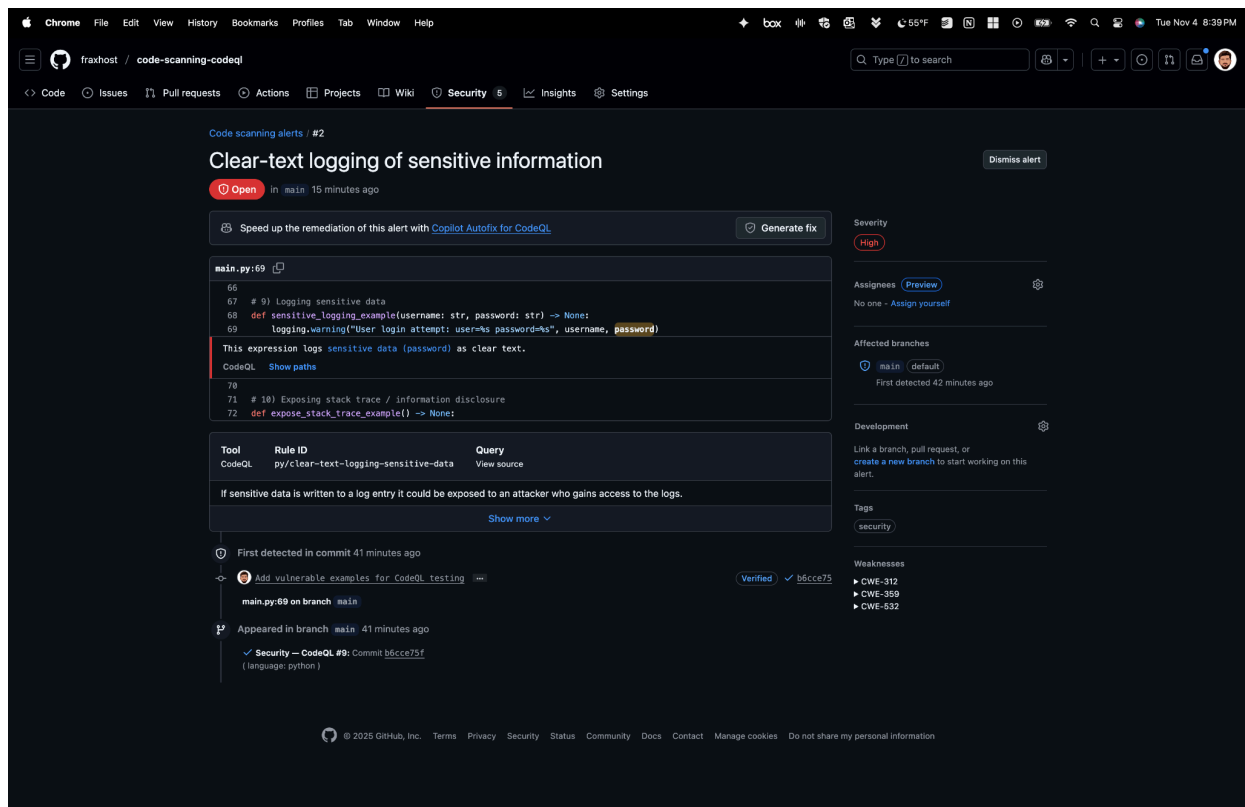 Chrome File Edit View History Bookmarks Profiles Tab Window Help
box 55°F Tue Nov 4 8:39 PM
fraxhost / code-scanning-codeql
Type / to search
Code Issues Pull requests Actions Projects Wiki Security 5 Insights Settings
Code scanning alerts / #2
Clear-text logging of sensitive information
Dismiss alert
Open in main 15 minutes ago
Speed up the remediation of this alert with Copilot Autofix for CodeQL
Generate fix
main.py:69
66
67 # 9) Logging sensitive data
68 def sensitive_logging_example(username: str, password: str) -> None:
69 logging.warning("User login attempt: user=%s password=%s", username, password)
This expression logs sensitive data (password) as clear text.
CodeQL Show paths
70
71 # 10) Exposing stack trace / information disclosure
72 def expose_stack_trace_example() -> None:
Tool Rule ID Query
CodeQL py/clear-text-logging-sensitive-data View source
If sensitive data is written to a log entry it could be exposed to an attacker who gains access to the logs.
Show more
First detected in commit 41 minutes ago
Add vulnerable examples for CodeQL testing ... Verified b6cce75
main.py:69 on branch main
Appeared in branch main 41 minutes ago
Security — CodeQL #9: Commit b6cce75f
( language: python )
Severity
High
Assignees Preview
No one - Assign yourself
Affected branches
main default
First detected 42 minutes ago
Development
Link a branch, pull request, or
create a new branch to start working on this
alert.
Tags
security
Weaknesses
CWE-312
CWE-359
CWE-532
© 2025 GitHub, Inc. Terms Privacy Security Status Community Docs Contact Manage cookies Do not share my personal information